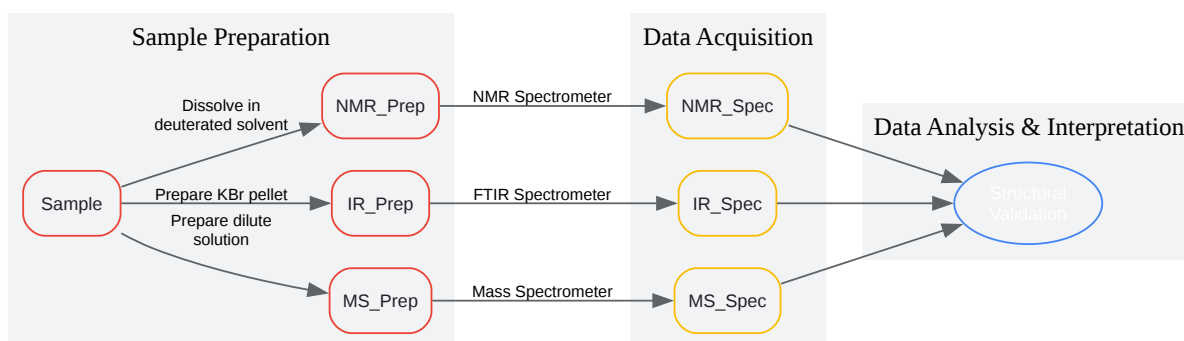 Sample Preparation
Data Acquisition
Data Analysis & Interpretation
Dissolve in
deuterated solvent
NMR_Prep
NMR Spectrometer
NMR_Spec
Sample
Prepare KBr pellet
IR_Prep
FTIR Spectrometer
IR_Spec
Structural
Validation
Prepare dilute
solution
MS_Prep
Mass Spectrometer
MS_Spec